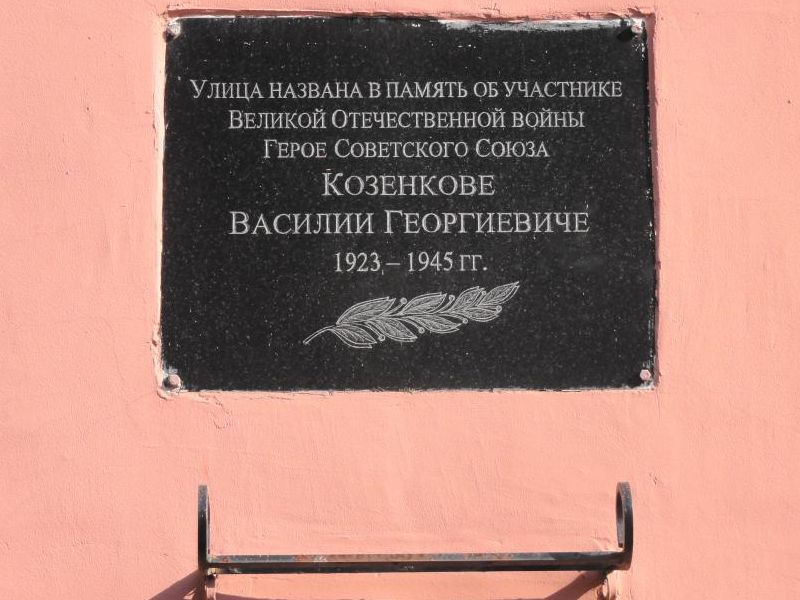 Улица названа в память об участнике
Великой Отечественной войны
Герое Советского Союза
Козенкове
Василии Георгиевиче
1923 – 1945 гг.